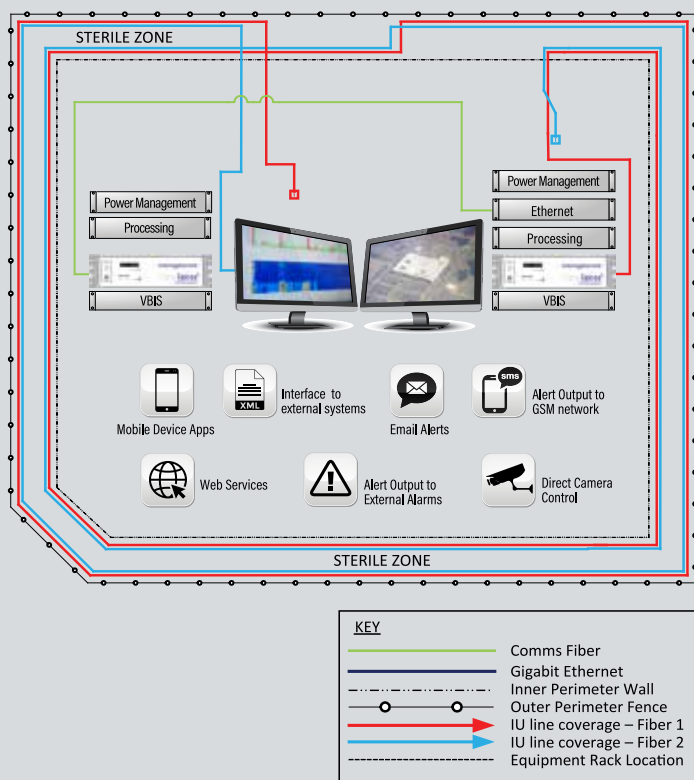 STERILE ZONE
Power Management
Processing
VBIS
Power Management
Ethernet
Processing
VBIS
Mobile Device Apps
XML
Interface to
external systems
Email Alerts
sms
Alert Output to
GSM network
Web Services
Alert Output to
External Alarms
Direct Camera
Control
STERILE ZONE
KEY
Comms Fiber
Gigabit Ethernet
Inner Perimeter Wall
Outer Perimeter Fence
IU line coverage – Fiber 1
IU line coverage – Fiber 2
Equipment Rack Location